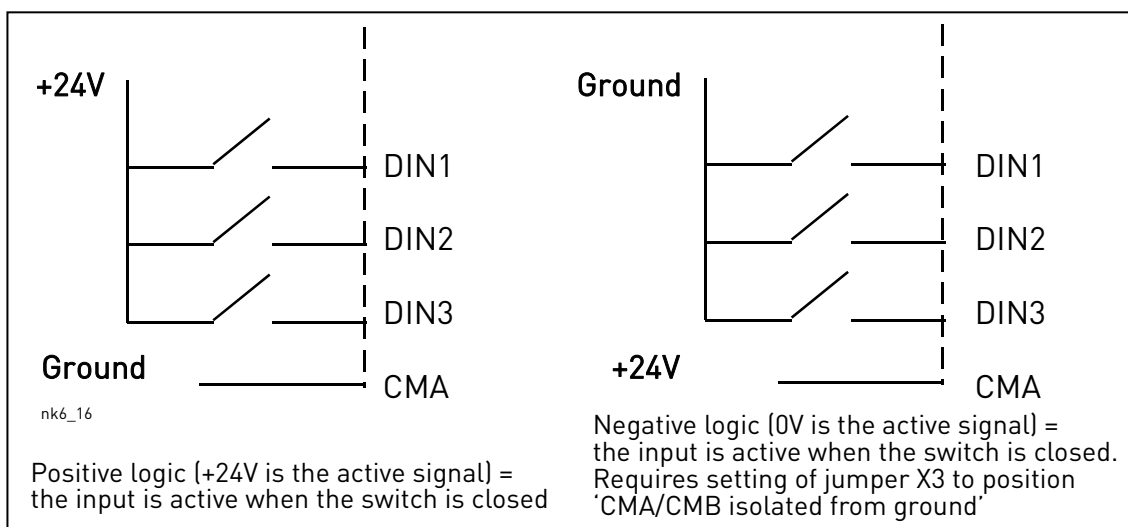 +24V
DIN1
DIN2
DIN3
Ground
CMA
nk6_16
Positive logic (+24V is the active signal) =
the input is active when the switch is closed
Ground
DIN1
DIN2
DIN3
+24V
CMA
Negative logic (0V is the active signal) =
the input is active when the switch is closed.
Requires setting of jumper X3 to position
‘CMA/CMB isolated from ground’